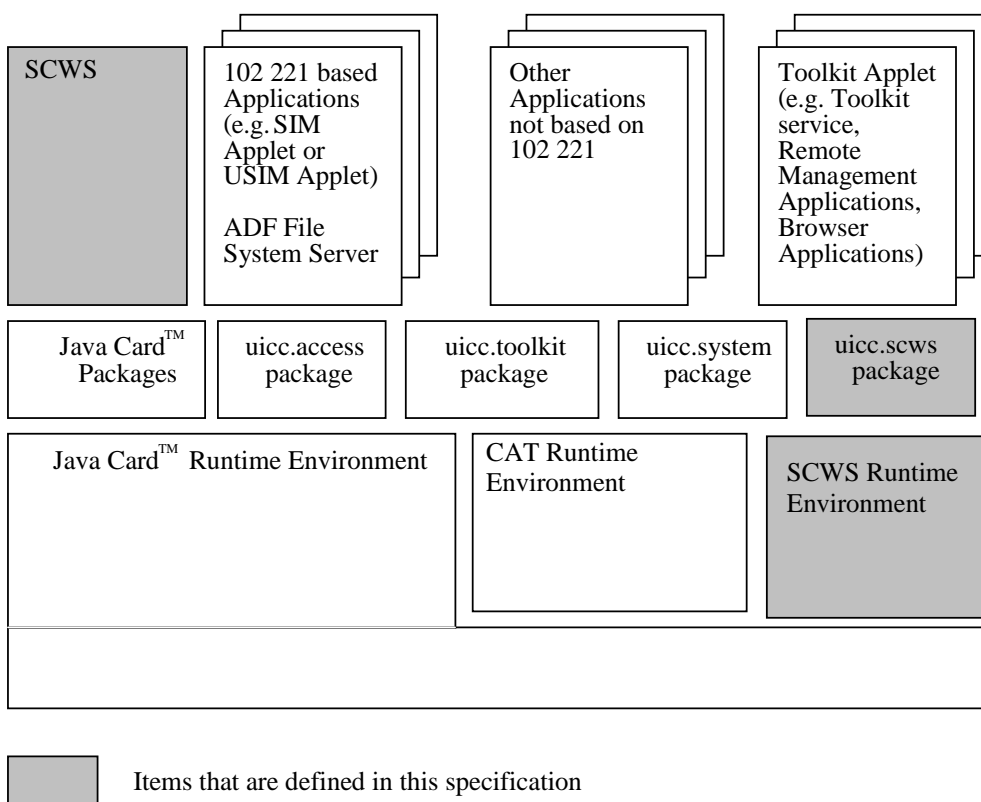 SCWS
102 221 based
Applications
(e.g. SIM
Applet or
USIM Applet)
ADF File
System Server
Other
Applications
not based on
102 221
Toolkit Applet
(e.g. Toolkit
service,
Remote
Management
Applications,
Browser
Applications)
Java Card™
Packages
uicc.access
package
uicc.toolkit
package
uicc.system
package
uicc.scws
package
Java Card™ Runtime Environment
CAT Runtime
Environment
SCWS Runtime
Environment
Items that are defined in this specification